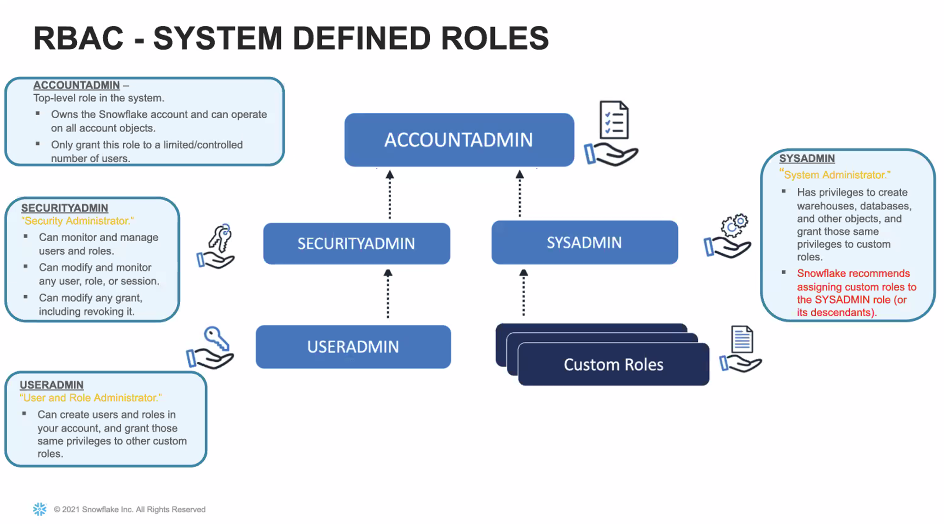 RBAC - SYSTEM DEFINED ROLES
ACCOUNTADMIN –
Top-level role in the system.
▪ Owns the Snowflake account and can operate
on all account objects.
▪ Only grant this role to a limited/controlled
number of users.
ACCOUNTADMIN
SECURITYADMIN
"Security Administrator."
▪ Can monitor and manage
users and roles.
▪ Can modify and monitor
any user, role, or session.
▪ Can modify any grant,
including revoking it.
SECURITYADMIN
SYSADMIN
SYSADMIN
"System Administrator."
▪ Has privileges to create
warehouses, databases,
and other objects, and
grant those same
privileges to custom
roles.
▪ Snowflake recommends
assigning custom roles to
the SYSADMIN role (or
its descendants).
USERADMIN
Custom Roles
USERADMIN
"User and Role Administrator."
▪ Can create users and roles in
your account, and grant those
same privileges to other custom
roles.
© 2021 Snowflake Inc. All Rights Reserved